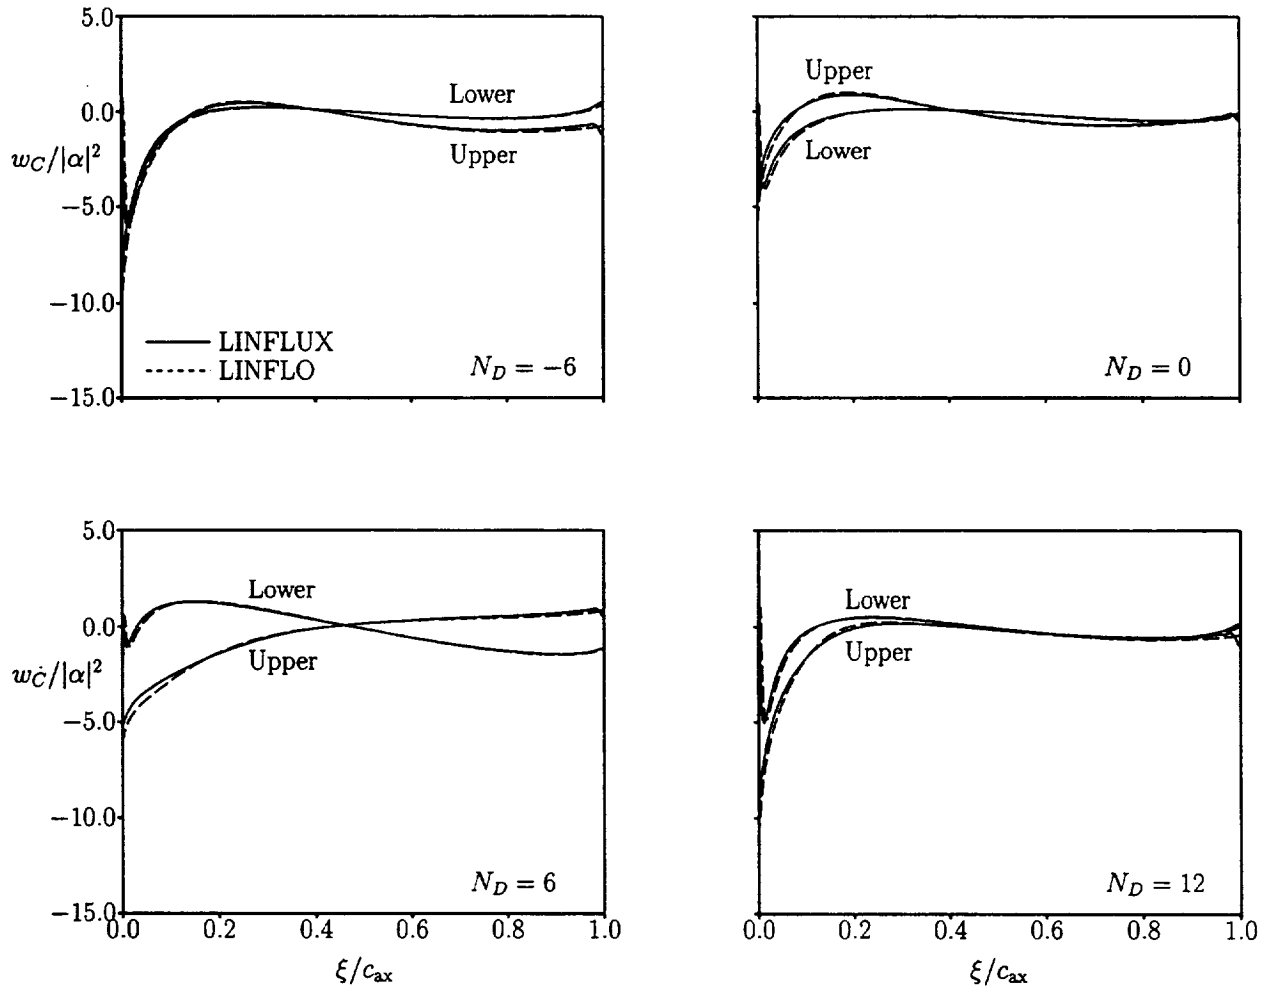 5.0
0.0
w_C/|α|²
−5.0
−10.0
−15.0
Lower
Upper
LINFLUX
LINFLO
N_D = −6
Upper
Lower
N_D = 0
5.0
0.0
w_Ċ/|α|²
−5.0
−10.0
−15.0
Lower
Upper
N_D = 6
0.0 0.2 0.4 0.6 0.8 1.0
ξ/c_ax
Lower
Upper
N_D = 12
0.0 0.2 0.4 0.6 0.8 1.0
ξ/c_ax